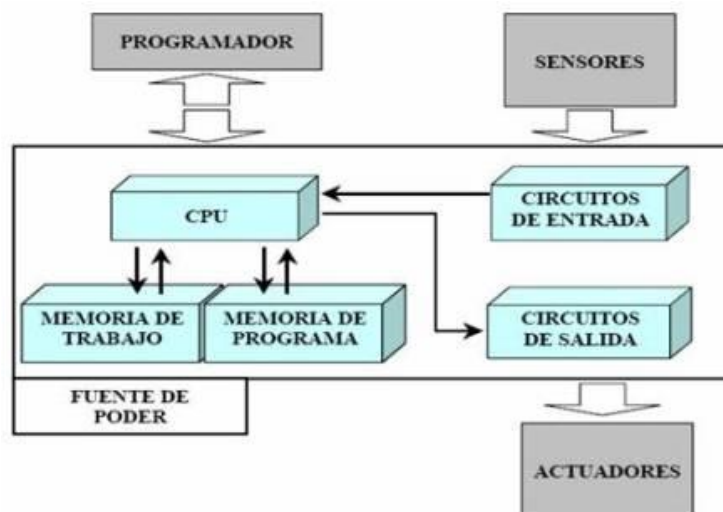 PROGRAMADOR
SENSORES
CPU
CIRCUITOS
DE ENTRADA
MEMORIA DE
TRABAJO
MEMORIA DE
PROGRAMA
CIRCUITOS
DE SALIDA
FUENTE DE
PODER
ACTUADORES